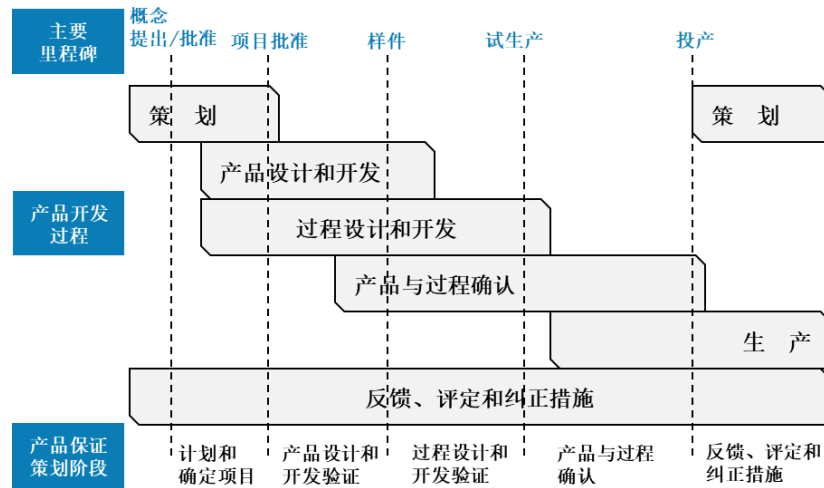 主要
里程碑
概念
提出/批准
项目批准
样件
试生产
投产
策 划
策 划
产品设计和开发
产品开发
过程
过程设计和开发
产品与过程确认
生 产
反馈、评定和纠正措施
产品保证
策划阶段
计划和
确定项目
产品设计和
开发验证
过程设计和
开发验证
产品与过程
确认
反馈、评定和
纠正措施